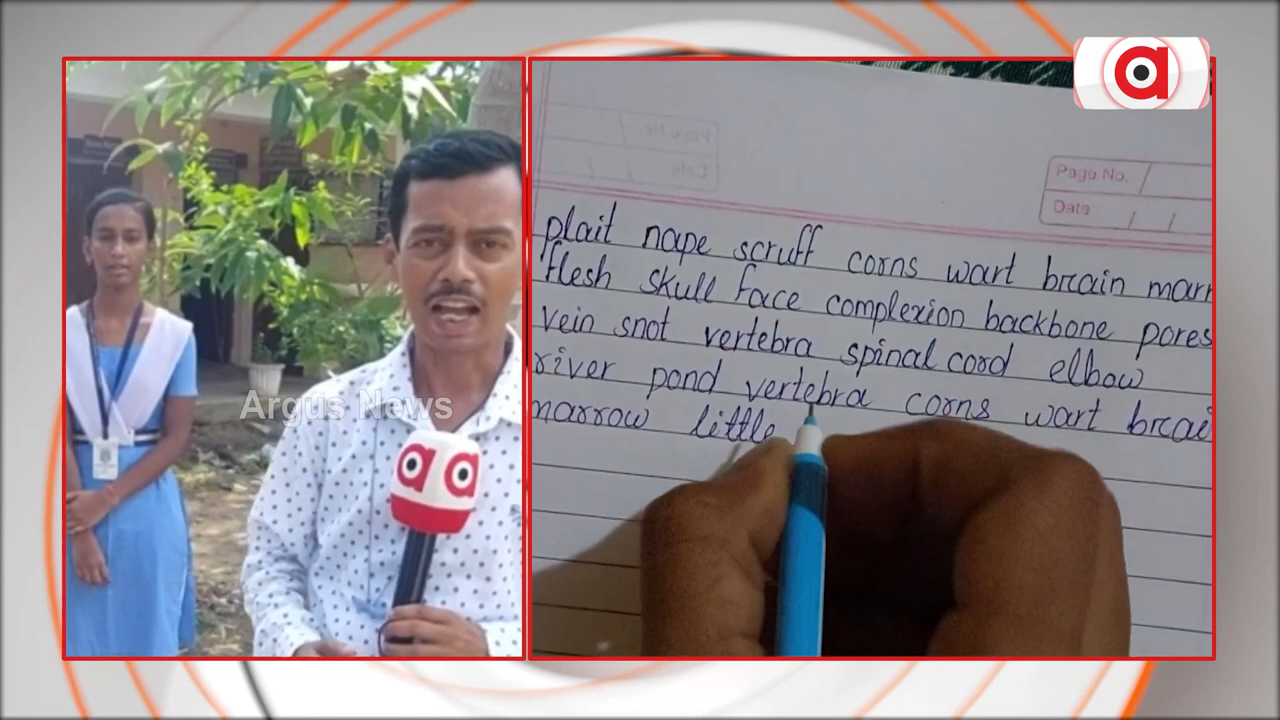 a
Argus News
a a
Page No.
Date / /
plait nape scruff corns wart brain marr
flesh skull face complexion backbone pores
vein snot vertebra spinal cord elbow
river pond vertebra corns wart brai
marrow little